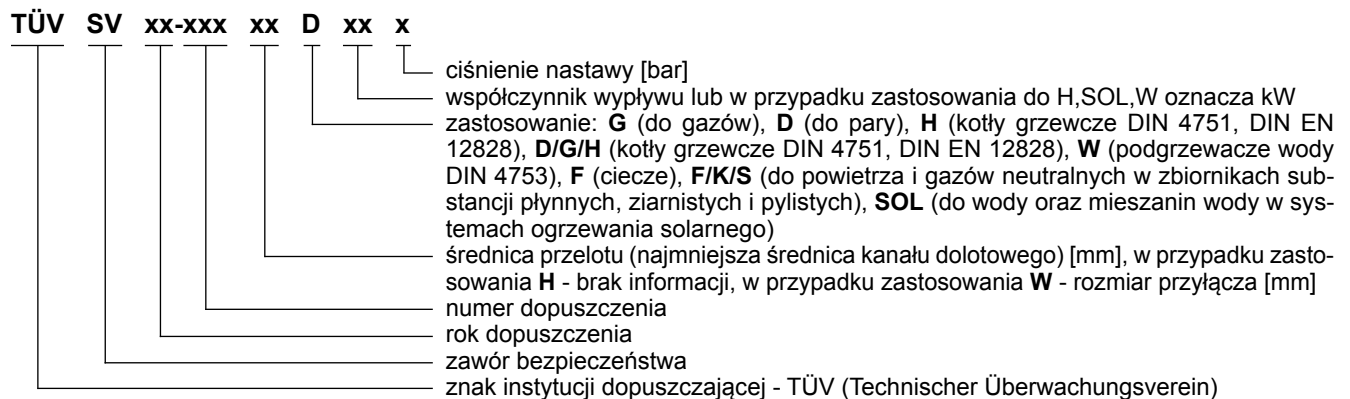 TÜV SV xx-xxx xx D xx x
ciśnienie nastawy [bar]
współczynnik wypływu lub w przypadku zastosowania do H,SOL,W oznacza kW
zastosowanie: G (do gazów), D (do pary), H (kotły grzewcze DIN 4751, DIN EN
12828), D/G/H (kotły grzewcze DIN 4751, DIN EN 12828), W (podgrzewacze wody
DIN 4753), F (ciecze), F/K/S (do powietrza i gazów neutralnych w zbiornikach sub-
stancji płynnych, ziarnistych i pylistych), SOL (do wody oraz mieszanin wody w sys-
temach ogrzewania solarnego)
średnica przelotu (najmniejsza średnica kanału dolotowego) [mm], w przypadku zasto-
sowania H - brak informacji, w przypadku zastosowania W - rozmiar przyłącza [mm]
numer dopuszczenia
rok dopuszczenia
zawór bezpieczeństwa
znak instytucji dopuszczającej - TÜV (Technischer Überwachungsverein)